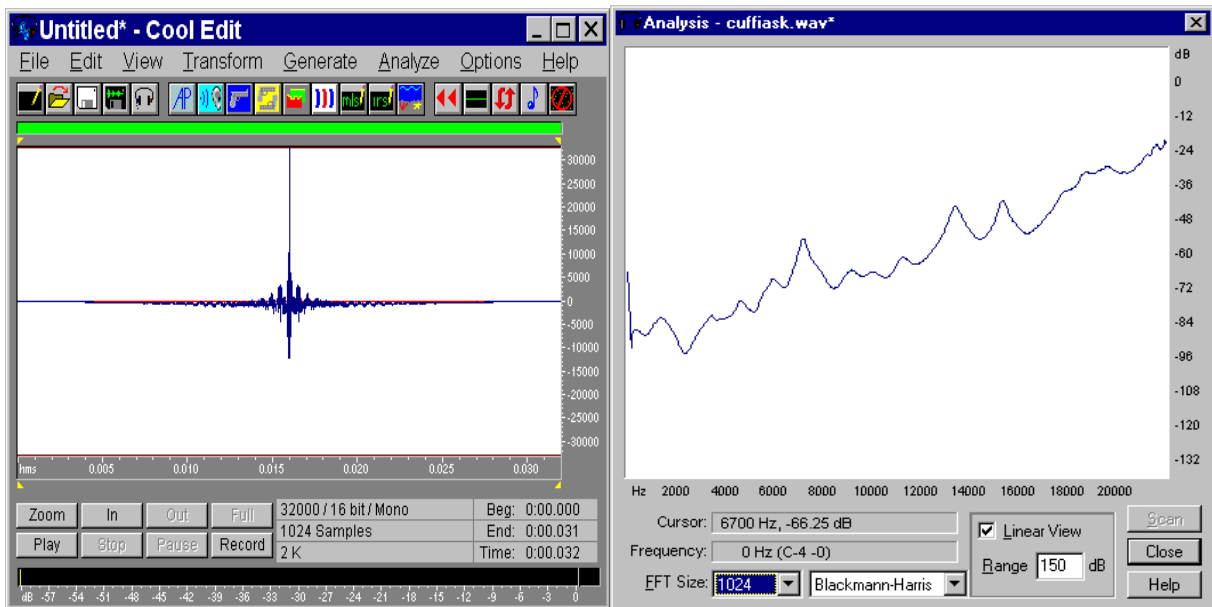 Untitled* - Cool Edit
File Edit View Transform Generate Analyze Options Help
AP mls irs
30000
25000
20000
15000
10000
5000
0
-5000
-10000
-15000
-20000
-25000
-30000
hms 0.005 0.010 0.015 0.020 0.025 0.030
Zoom In Out Full
Play Stop Pause Record
32000 / 16 bit / Mono
1024 Samples
2 K
Beg: 0:00.000
End: 0:00.031
Time: 0:00.032
dB -57 -54 -51 -48 -45 -42 -39 -36 -33 -30 -27 -24 -21 -18 -15 -12 -9 -6 -3 0
Analysis - cuffiask.wav*
dB
0
-12
-24
-36
-48
-60
-72
-84
-96
-108
-120
-132
Hz 2000 4000 6000 8000 10000 12000 14000 16000 18000 20000
Cursor: 6700 Hz, -66.25 dB
Frequency: 0 Hz (C-4 -0)
FFT Size: 1024 Blackmann-Harris
Linear View
Range 150 dB
Scan
Close
Help